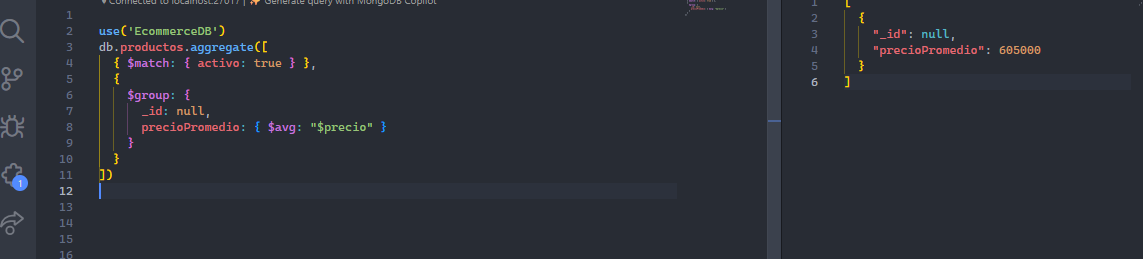 Connected to localhost:27017 | ✨ Generate query with MongoDB Copilot
1
2 use('EcommerceDB')
3 db.productos.aggregate([
4 { $match: { activo: true } },
5 {
6 $group: {
7 _id: null,
8 precioPromedio: { $avg: "$precio" }
9 }
10 }
11 ])
12
13
14
15
16
1
1 [
2 {
3 "_id": null,
4 "precioPromedio": 605000
5 }
6 ]